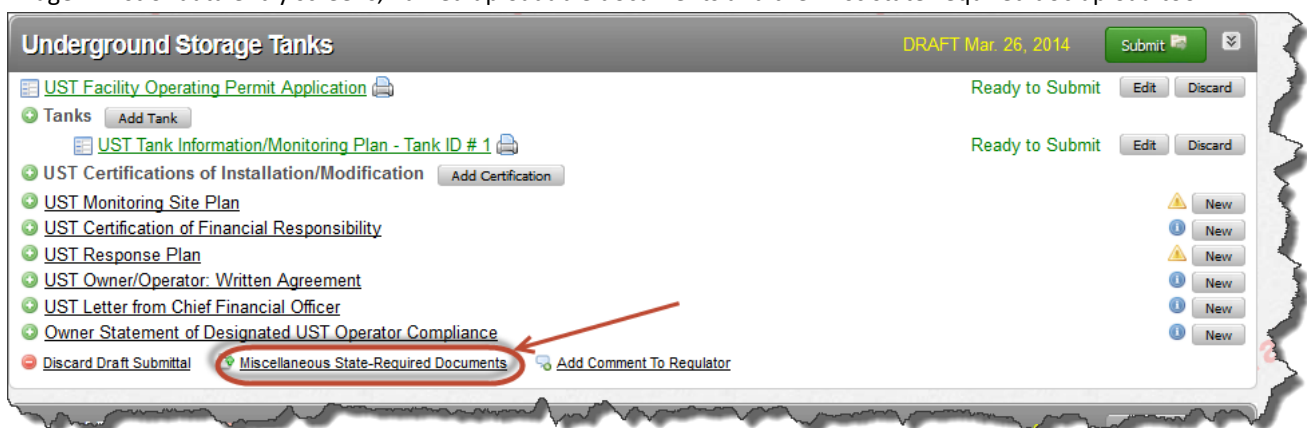 Underground Storage Tanks DRAFT Mar. 26, 2014 Submit
UST Facility Operating Permit Application Ready to Submit Edit Discard
Tanks Add Tank
UST Tank Information/Monitoring Plan - Tank ID # 1 Ready to Submit Edit Discard
UST Certifications of Installation/Modification Add Certification
UST Monitoring Site Plan New
UST Certification of Financial Responsibility New
UST Response Plan New
UST Owner/Operator: Written Agreement New
UST Letter from Chief Financial Officer New
Owner Statement of Designated UST Operator Compliance New
Discard Draft Submittal Miscellaneous State-Required Documents Add Comment To Regulator